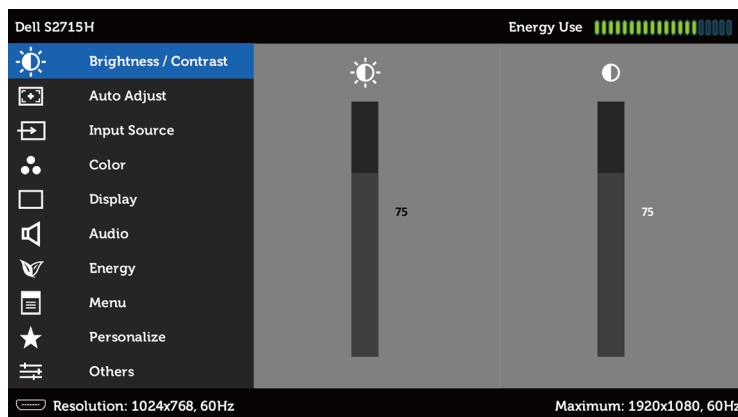 Dell S2715H
Energy Use
Brightness / Contrast
Auto Adjust
Input Source
Color
Display
Audio
Energy
Menu
Personalize
Others
75
75
Resolution: 1024x768, 60Hz
Maximum: 1920x1080, 60Hz